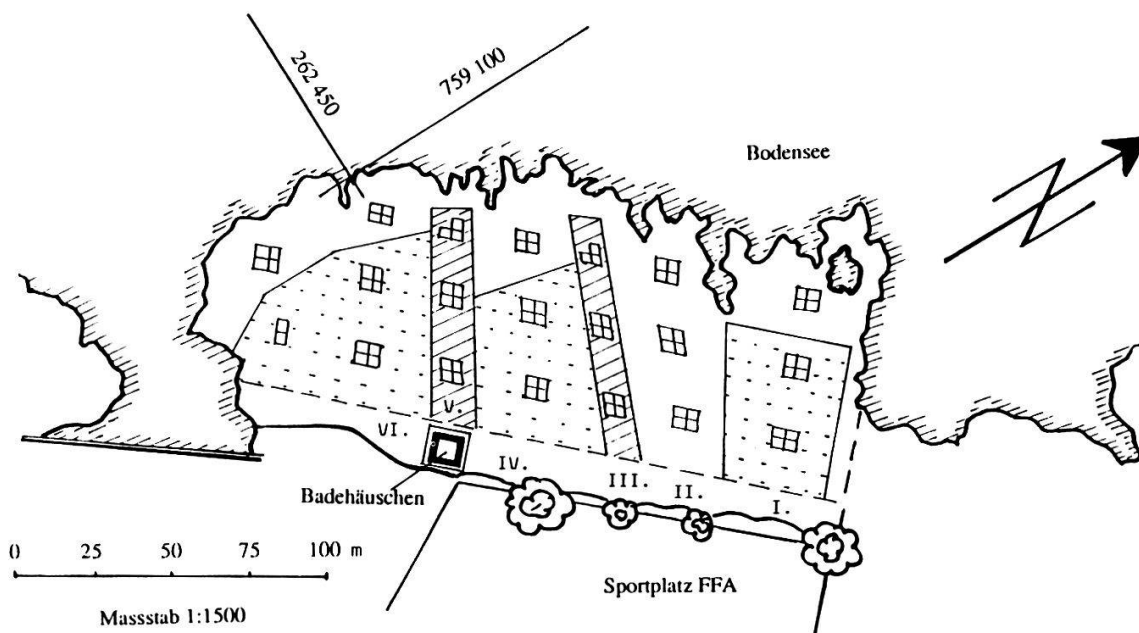 262 450
759 100
Bodensee
V.
VI.
IV.
III.
II.
I.
Badehäuschen
0 25 50 75 100 m
Sportplatz FFA
Massstab 1:1500